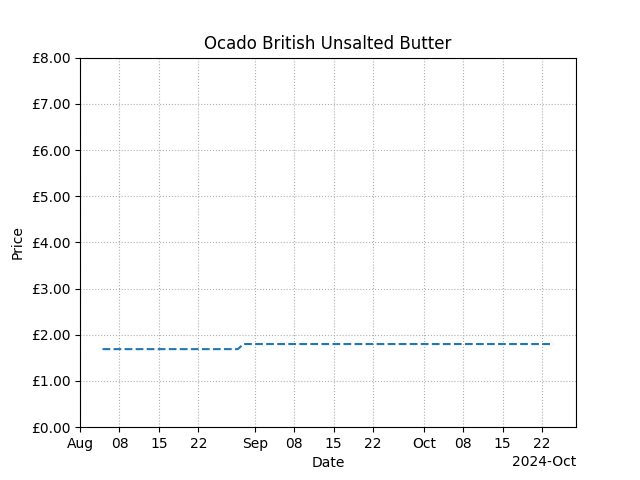 Ocado British Unsalted Butter
£8.00
£7.00
£6.00
£5.00
£4.00
£3.00
£2.00
£1.00
£0.00
Price
Aug 08 15 22 Sep 08 15 22 Oct 08 15 22
Date
2024-Oct